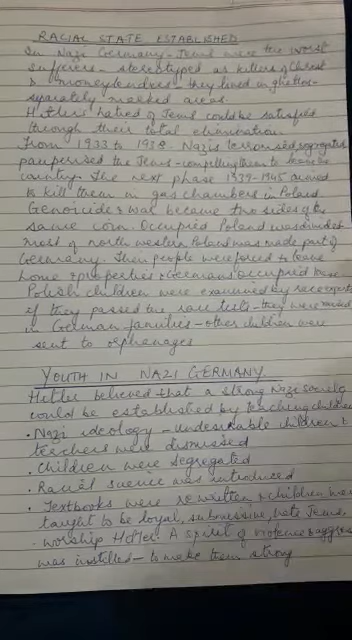 RACIAL STATE ESTABLISHED
In Nazi Germany - Jews were the worst
sufferers - stereotyped as killers of Christ
& moneylenders - they lived in ghettos -
separately marked areas.
Hitler's hatred of Jews could be satisfied
through their total elimination.
From 1933 to 1938 Nazis terrorised, segregated
pauperised the Jews - compelling them to leave the
country. The next phase 1939-1945 aimed
to kill them in gas chambers in Poland
Genocide & war became two sides of the
same coin. Occupied Poland was divided
most of north western Poland was made part of
Germany. Then people were forced to leave
home & properties & Germans occupied
Polish children were examined by race experts
if they passed the race tests - they were raised
in German families - other children were
sent to orphanages
YOUTH IN NAZI GERMANY.
Hitler believed that a strong Nazi society
could be established by teaching children
. Nazi ideology - undesirable children &
teachers were dismissed
. Children were segregated
. Racial science was introduced
. Textbooks were rewritten & children were
taught to be loyal, submissive, hate Jews,
. worship Hitler. A spirit of violence &
was instilled - to make them strong